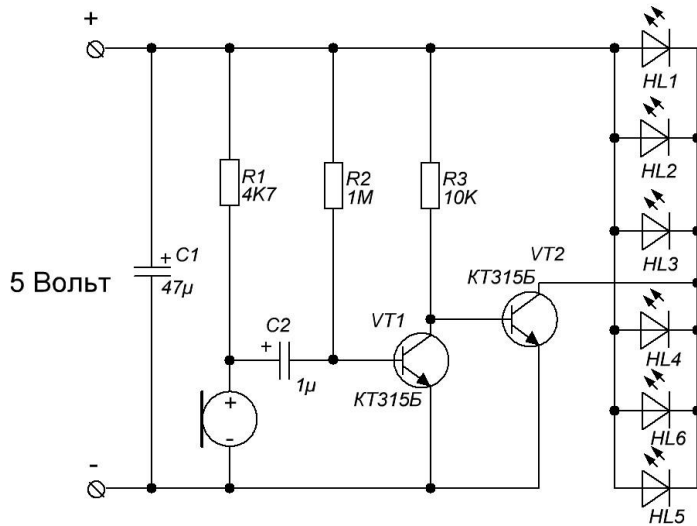 +
HL1
HL2
R1
4K7
R2
1M
R3
10K
HL3
VT2
КТ315Б
+ C1
47μ
5 Вольт
C2
+
1μ
VT1
КТ315Б
HL4
+
-
HL6
-
HL5